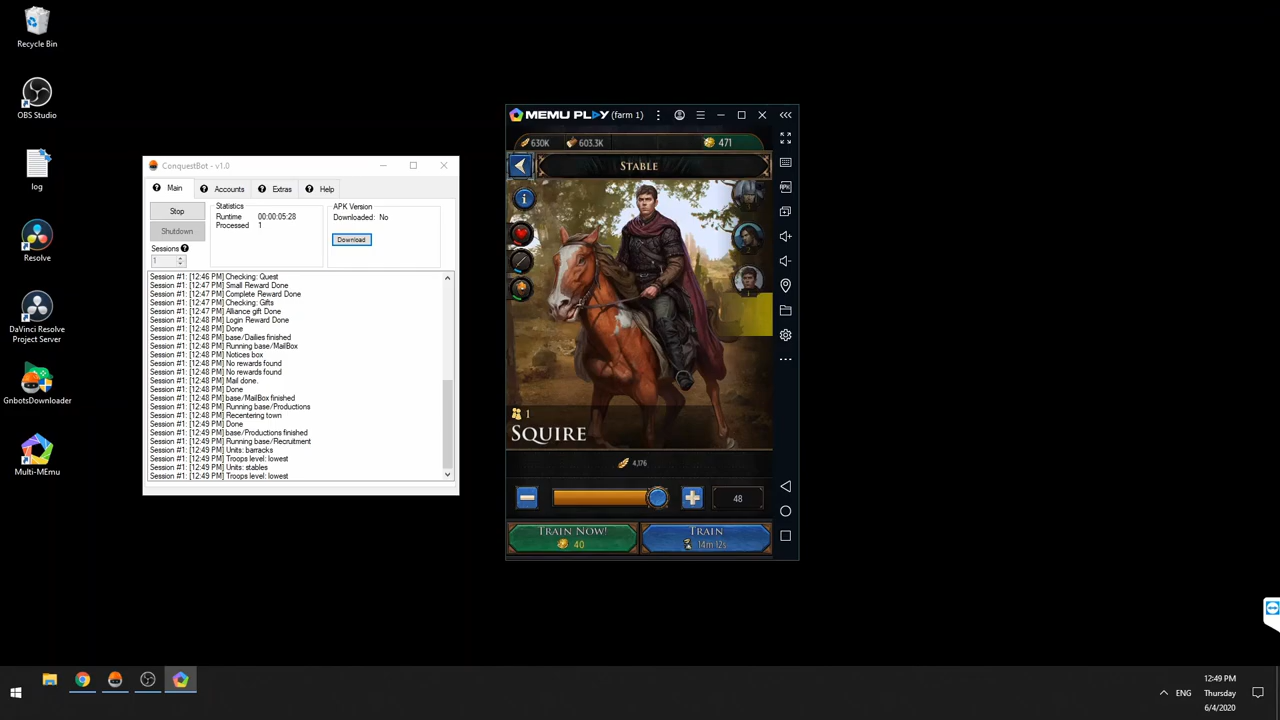 Recycle Bin
OBS Studio
log
Resolve
DaVinci Resolve
Project Server
GnbotsDownloader
Multi-MEmu
ConquestBot - v1.0
Main
Accounts
Extras
Help
Stop
Shutdown
Sessions
1
Statistics
Runtime 00:00:05:28
Processed 1
APK Version
Downloaded: No
Download
Session #1: [12:46 PM] Checking: Quest
Session #1: [12:47 PM] Small Reward Done
Session #1: [12:47 PM] Complete Reward Done
Session #1: [12:47 PM] Checking: Gifts
Session #1: [12:47 PM] Alliance gift Done
Session #1: [12:48 PM] Login Reward Done
Session #1: [12:48 PM] Done
Session #1: [12:48 PM] base/Dailies finished
Session #1: [12:48 PM] Running base/MailBox
Session #1: [12:48 PM] Notices box
Session #1: [12:48 PM] No rewards found
Session #1: [12:48 PM] No rewards found
Session #1: [12:48 PM] Mail done.
Session #1: [12:48 PM] Done
Session #1: [12:48 PM] base/MailBox finished
Session #1: [12:48 PM] Running base/Productions
Session #1: [12:48 PM] Recentering town
Session #1: [12:49 PM] Done
Session #1: [12:49 PM] base/Productions finished
Session #1: [12:49 PM] Running base/Recruitment
Session #1: [12:49 PM] Units: barracks
Session #1: [12:49 PM] Troops level: lowest
Session #1: [12:49 PM] Units: stables
Session #1: [12:49 PM] Troops level: lowest
MEMU PLAY (farm 1)
630K 603.3K 471
STABLE
APK
1
SQUIRE
4,176
48
TRAIN NOW!
40
TRAIN
14m 12s
ENG
12:49 PM
Thursday
6/4/2020